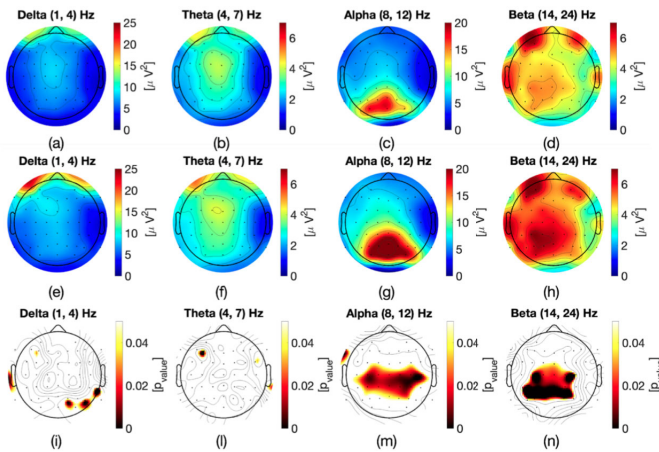 Delta (1, 4) Hz Theta (4, 7) Hz Alpha (8, 12) Hz Beta (14, 24) Hz
25 20 15 10 5 0 [μ V²] 6 4 2 0 [μ V²] 20 15 10 5 0 [μ V²] 6 4 2 0 [μ V²]
(a) (b) (c) (d)
Delta (1, 4) Hz Theta (4, 7) Hz Alpha (8, 12) Hz Beta (14, 24) Hz
25 20 15 10 5 0 [μ V²] 6 4 2 0 [μ V²] 20 15 10 5 0 [μ V²] 6 4 2 0 [μ V²]
(e) (f) (g) (h)
Delta (1, 4) Hz Theta (4, 7) Hz Alpha (8, 12) Hz Beta (14, 24) Hz
0.04 0.02 0 [p_value] 0.04 0.02 0 [p_value] 0.04 0.02 0 [p_value] 0.04 0.02 0 [p_value]
(i) (l) (m) (n)